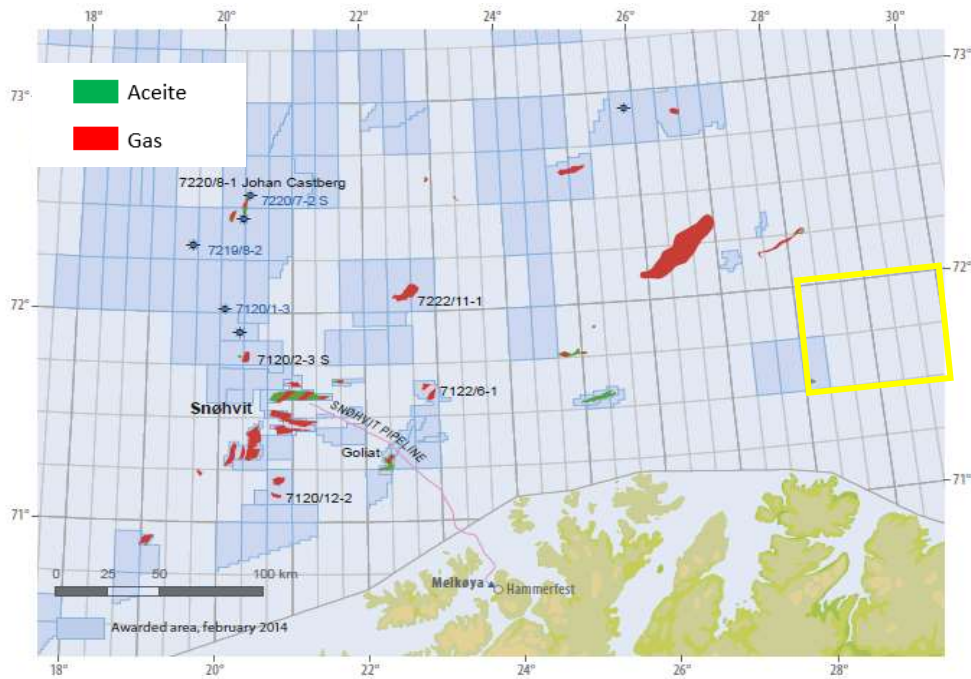 18° 20° 22° 24° 26° 28° 30°
73°
73°
Aceite
Gas
7220/8-1 Johan Castberg
7220/7-2 S
7219/8-2
72°
72°
7222/11-1
7120/1-3
7120/2-3 S
7122/6-1
Snøhvit
SNØHVIT PIPELINE
Goliat
71°
7120/12-2
71°
0 50 100 km
Melkøya
Hammerfest
Awarded area, february 2014
18° 20° 22° 24° 26° 28°